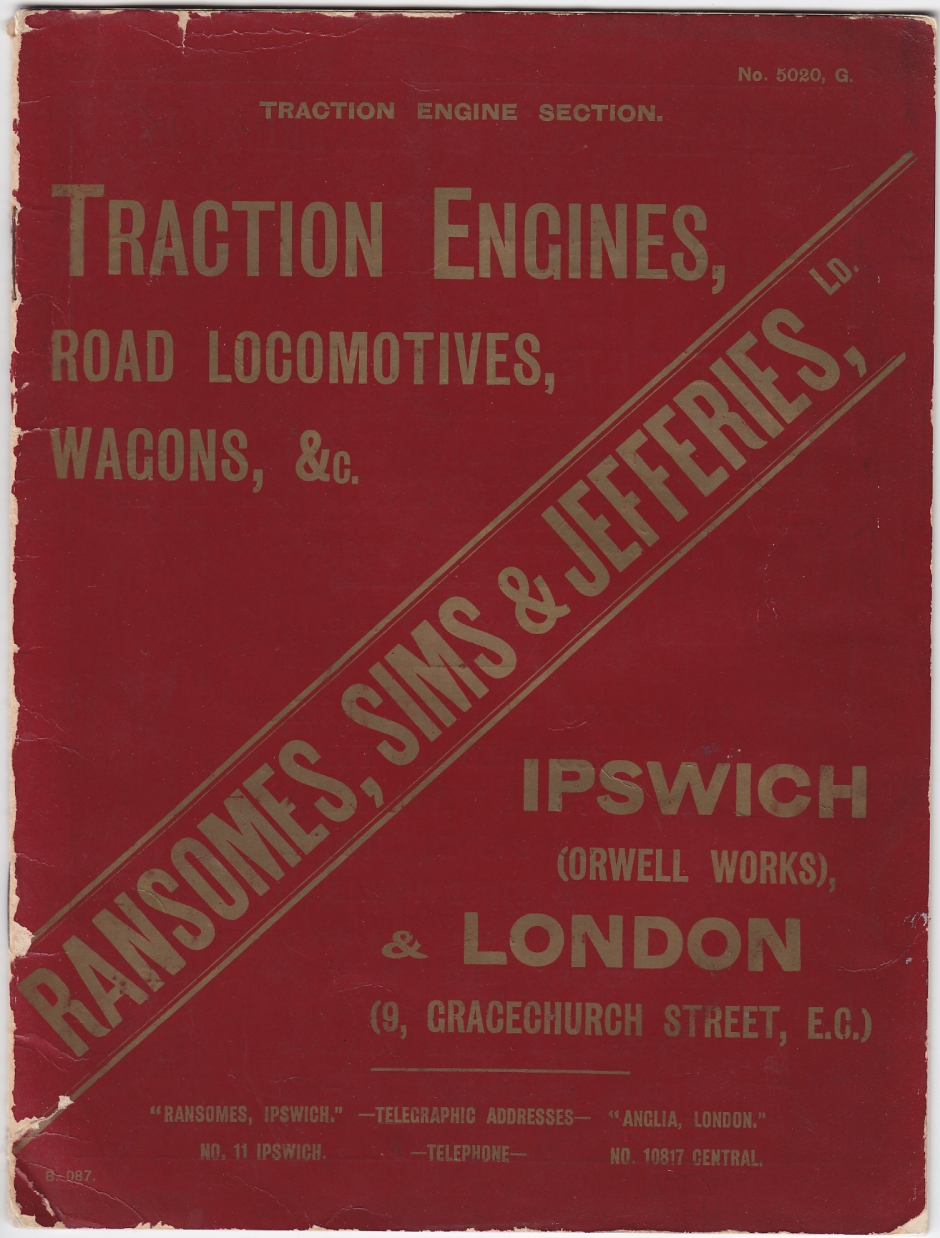 No. 5020, G.
TRACTION ENGINE SECTION.
TRACTION ENGINES,
ROAD LOCOMOTIVES,
WAGONS, &C.
RANSOMES, SIMS & JEFFERIES, LD.
IPSWICH
(ORWELL WORKS),
& LONDON
(9, GRACECHURCH STREET, E.C.)
"RANSOMES, IPSWICH." —TELEGRAPHIC ADDRESSES— "ANGLIA, LONDON."
NO. 11 IPSWICH. —TELEPHONE— NO. 10817 CENTRAL.
B. 087.